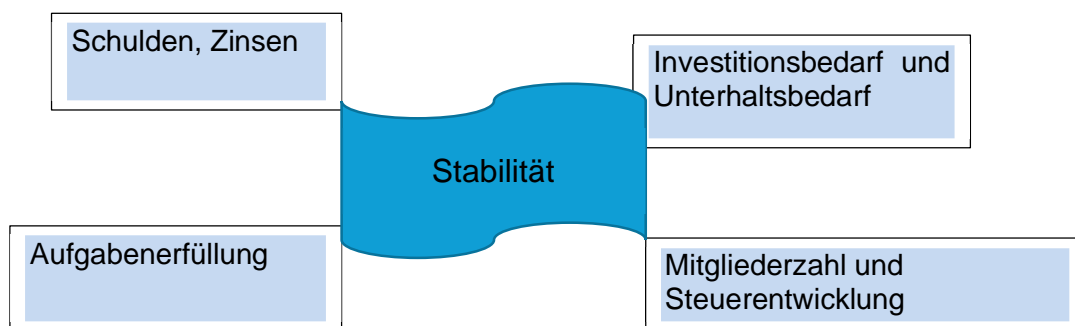 Schulden, Zinsen
Investitionsbedarf und
Unterhaltsbedarf
Stabilität
Aufgabenerfüllung
Mitgliederzahl und
Steuerentwicklung